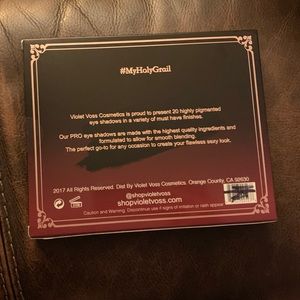 #MyHolyGrail
Violet Voss Cosmetics is proud to present 20 highly pigmented
eye shadows in a variety of must have finishes.
Our PRO eye shadows are made with the highest quality ingredients and
formulated to allow for smooth blending.
The perfect go-to for any occasion to create your flawless sexy look.
2017 All Rights Reserved. Dist By Violet Voss Cosmetics. Orange County, CA 92630
@shopvioletvoss
shopvioletvoss.com
Caution and Warning: Discontinue use if signs of irritation or rash appear